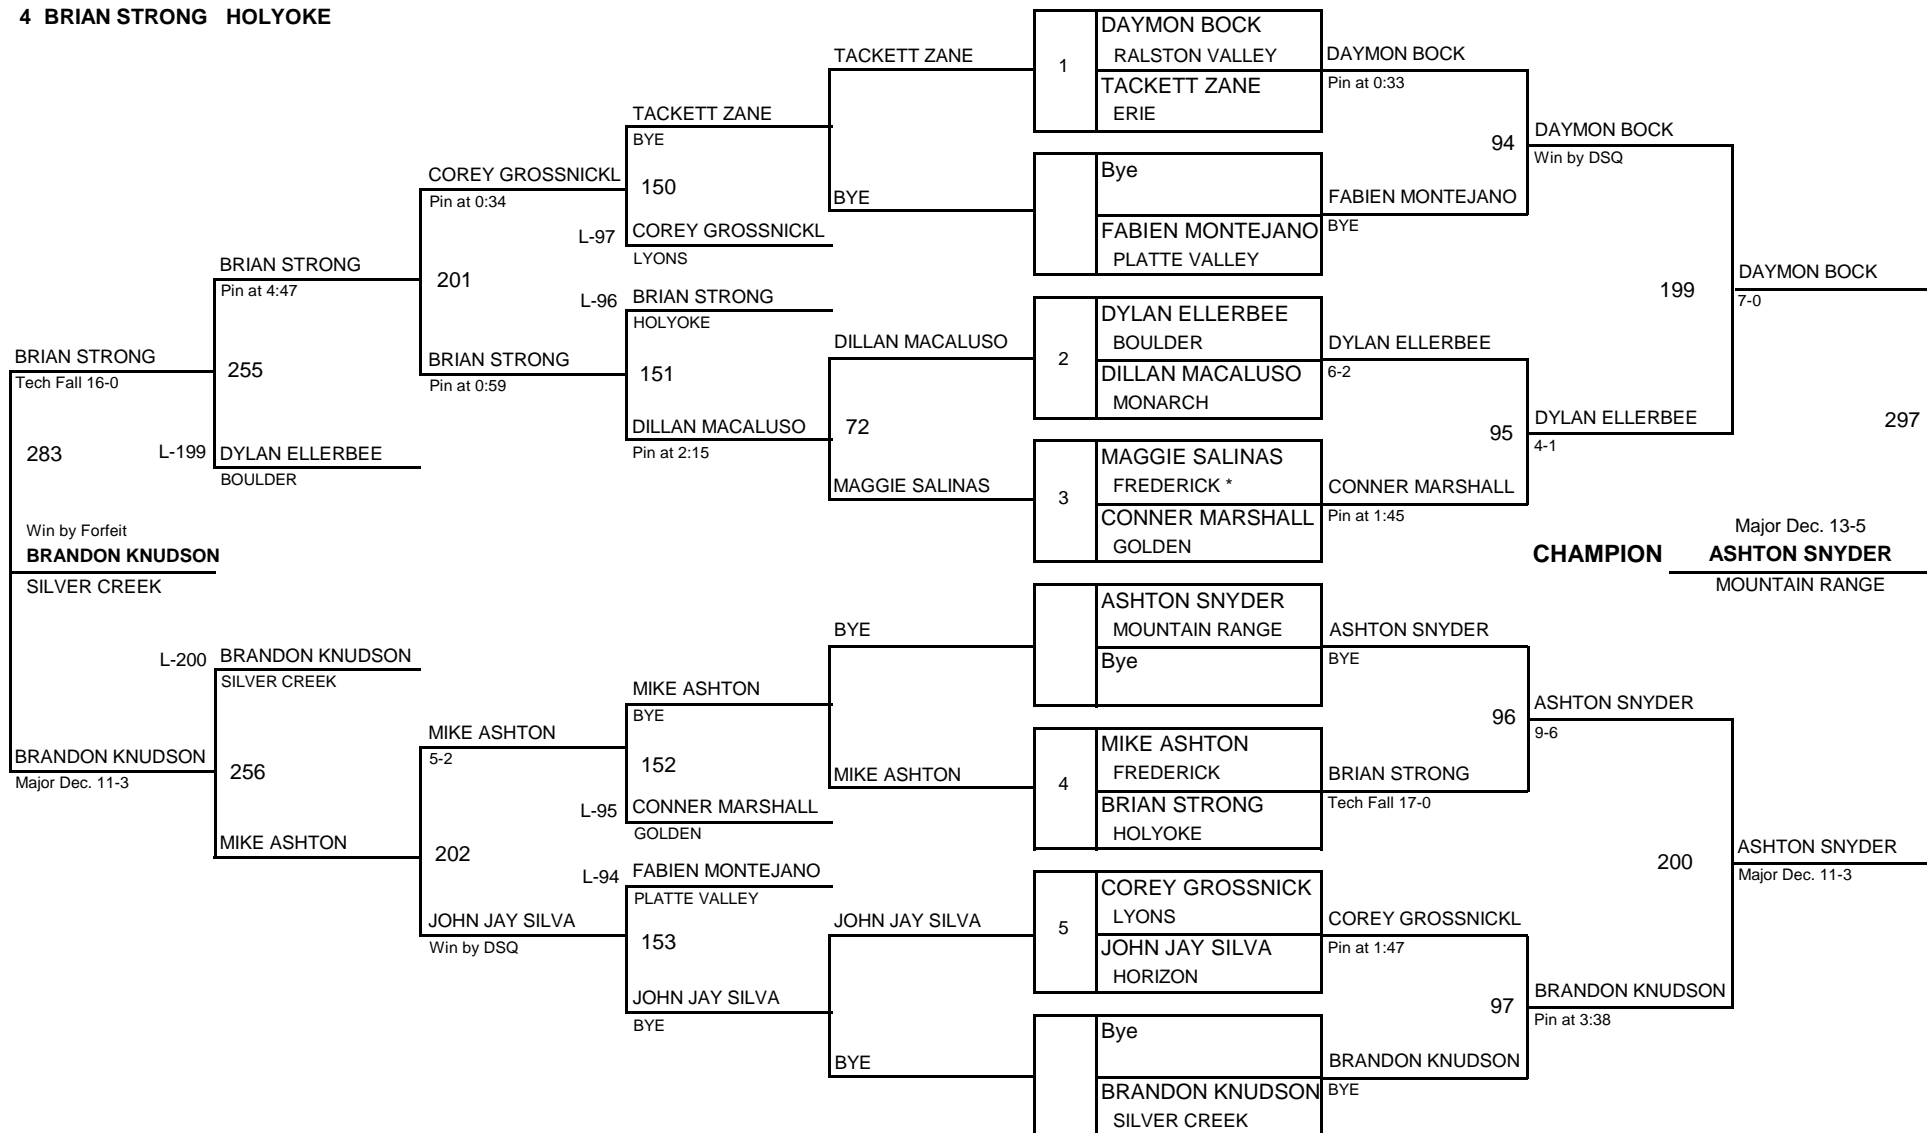 4 BRIAN STRONG HOLYOKE
BRIAN STRONG
Tech Fall 16-0
283
Win by Forfeit
BRANDON KNUDSON
SILVER CREEK
BRANDON KNUDSON
Major Dec. 11-3
BRIAN STRONG
Pin at 4:47
255
L-199
DYLAN ELLERBEE
BOULDER
L-200
BRANDON KNUDSON
SILVER CREEK
256
MIKE ASHTON
COREY GROSSNICKL
Pin at 0:34
201
BRIAN STRONG
Pin at 0:59
MIKE ASHTON
5-2
202
JOHN JAY SILVA
Win by DSQ
TACKETT ZANE
BYE
150
L-97
COREY GROSSNICKL
LYONS
L-96
BRIAN STRONG
HOLYOKE
151
DILLAN MACALUSO
Pin at 2:15
MIKE ASHTON
BYE
152
L-95
CONNER MARSHALL
GOLDEN
L-94
FABIEN MONTEJANO
PLATTE VALLEY
153
JOHN JAY SILVA
BYE
TACKETT ZANE
BYE
DILLAN MACALUSO
72
MAGGIE SALINAS
BYE
MIKE ASHTON
JOHN JAY SILVA
BYE
1
DAYMON BOCK
RALSTON VALLEY
TACKETT ZANE
ERIE
Bye
FABIEN MONTEJANO
PLATTE VALLEY
2
DYLAN ELLERBEE
BOULDER
DILLAN MACALUSO
MONARCH
3
MAGGIE SALINAS
FREDERICK *
CONNER MARSHALL
GOLDEN
ASHTON SNYDER
MOUNTAIN RANGE
Bye
4
MIKE ASHTON
FREDERICK
BRIAN STRONG
HOLYOKE
5
COREY GROSSNICK
LYONS
JOHN JAY SILVA
HORIZON
Bye
BRANDON KNUDSON
SILVER CREEK
DAYMON BOCK
Pin at 0:33
94
FABIEN MONTEJANO
BYE
DYLAN ELLERBEE
6-2
95
CONNER MARSHALL
Pin at 1:45
ASHTON SNYDER
BYE
96
BRIAN STRONG
Tech Fall 17-0
COREY GROSSNICKL
Pin at 1:47
97
BRANDON KNUDSON
BYE
DAYMON BOCK
Win by DSQ
199
DYLAN ELLERBEE
4-1
ASHTON SNYDER
9-6
200
BRANDON KNUDSON
Pin at 3:38
DAYMON BOCK
7-0
297
Major Dec. 13-5
CHAMPION ASHTON SNYDER
MOUNTAIN RANGE
ASHTON SNYDER
Major Dec. 11-3